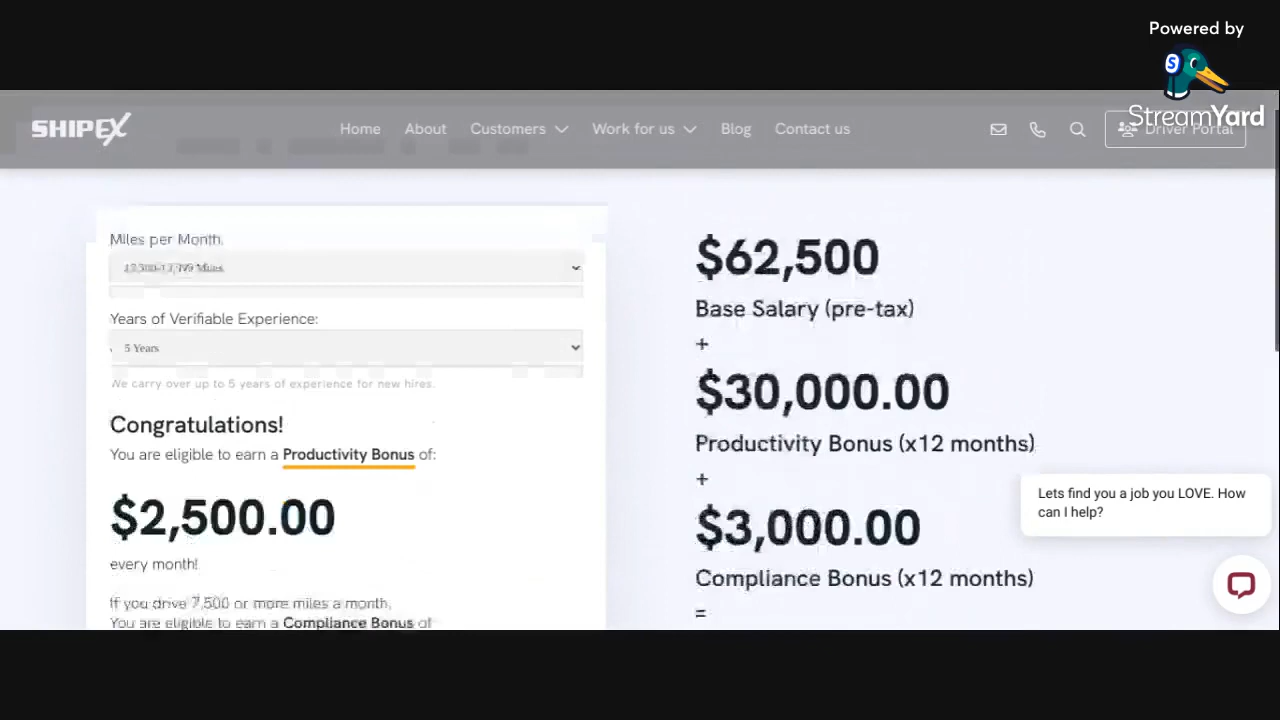 Powered by
StreamYard
SHIPEX
Home About Customers Work for us Blog Contact us Driver Portal
Miles per Month.
Years of Verifiable Experience:
5 Years
We carry over up to 5 years of experience for new hires.
Congratulations!
You are eligible to earn a Productivity Bonus of:
$2,500.00
every month!
If you drive 7,500 or more miles a month,
You are eligible to earn a Compliance Bonus of
$62,500
Base Salary (pre-tax)
+
$30,000.00
Productivity Bonus (x12 months)
+
$3,000.00
Compliance Bonus (x12 months)
=
Lets find you a job you LOVE. How
can I help?